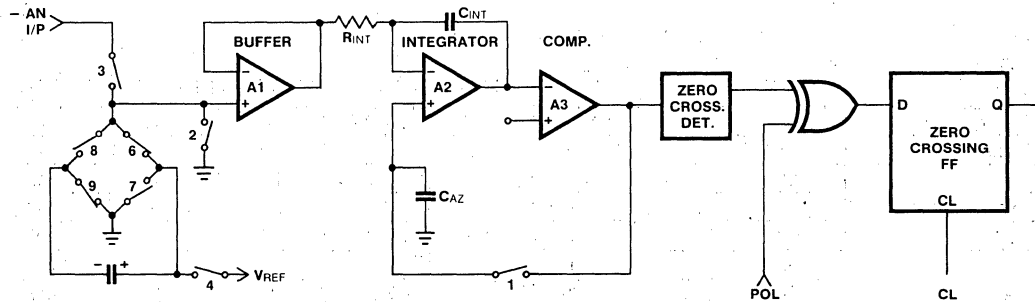 – AN
I/P
3
8
6
9
7
2
– +
4
VREF
BUFFER
–
A1
+
RINT
CINT
INTEGRATOR
–
A2
+
CAZ
1
COMP.
–
A3
+
ZERO
CROSS.
DET.
POL
D
Q
ZERO
CROSSING
FF
CL
CL